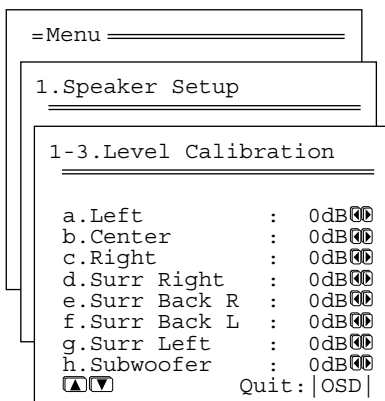 =Menu
1.Speaker Setup
1-3.Level Calibration
a.Left : 0dB
b.Center : 0dB
c.Right : 0dB
d.Surr Right : 0dB
e.Surr Back R : 0dB
f.Surr Back L : 0dB
g.Surr Left : 0dB
h.Subwoofer : 0dB
Quit:|OSD|